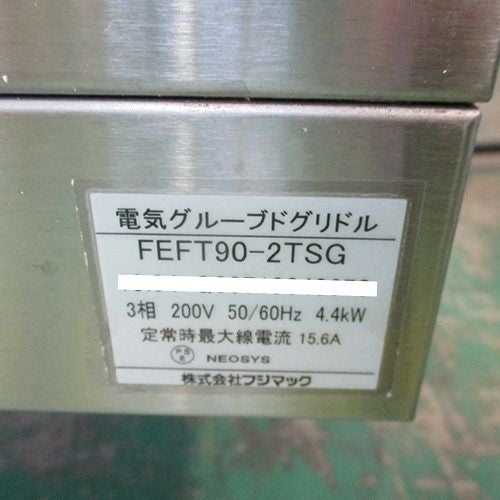 電気グルーブドグリドル
FEFT90-2TSG
3相 200V 50/60Hz 4.4kW
定常時最大線電流 15.6A
PS
E NEOSYS
株式会社フジマック